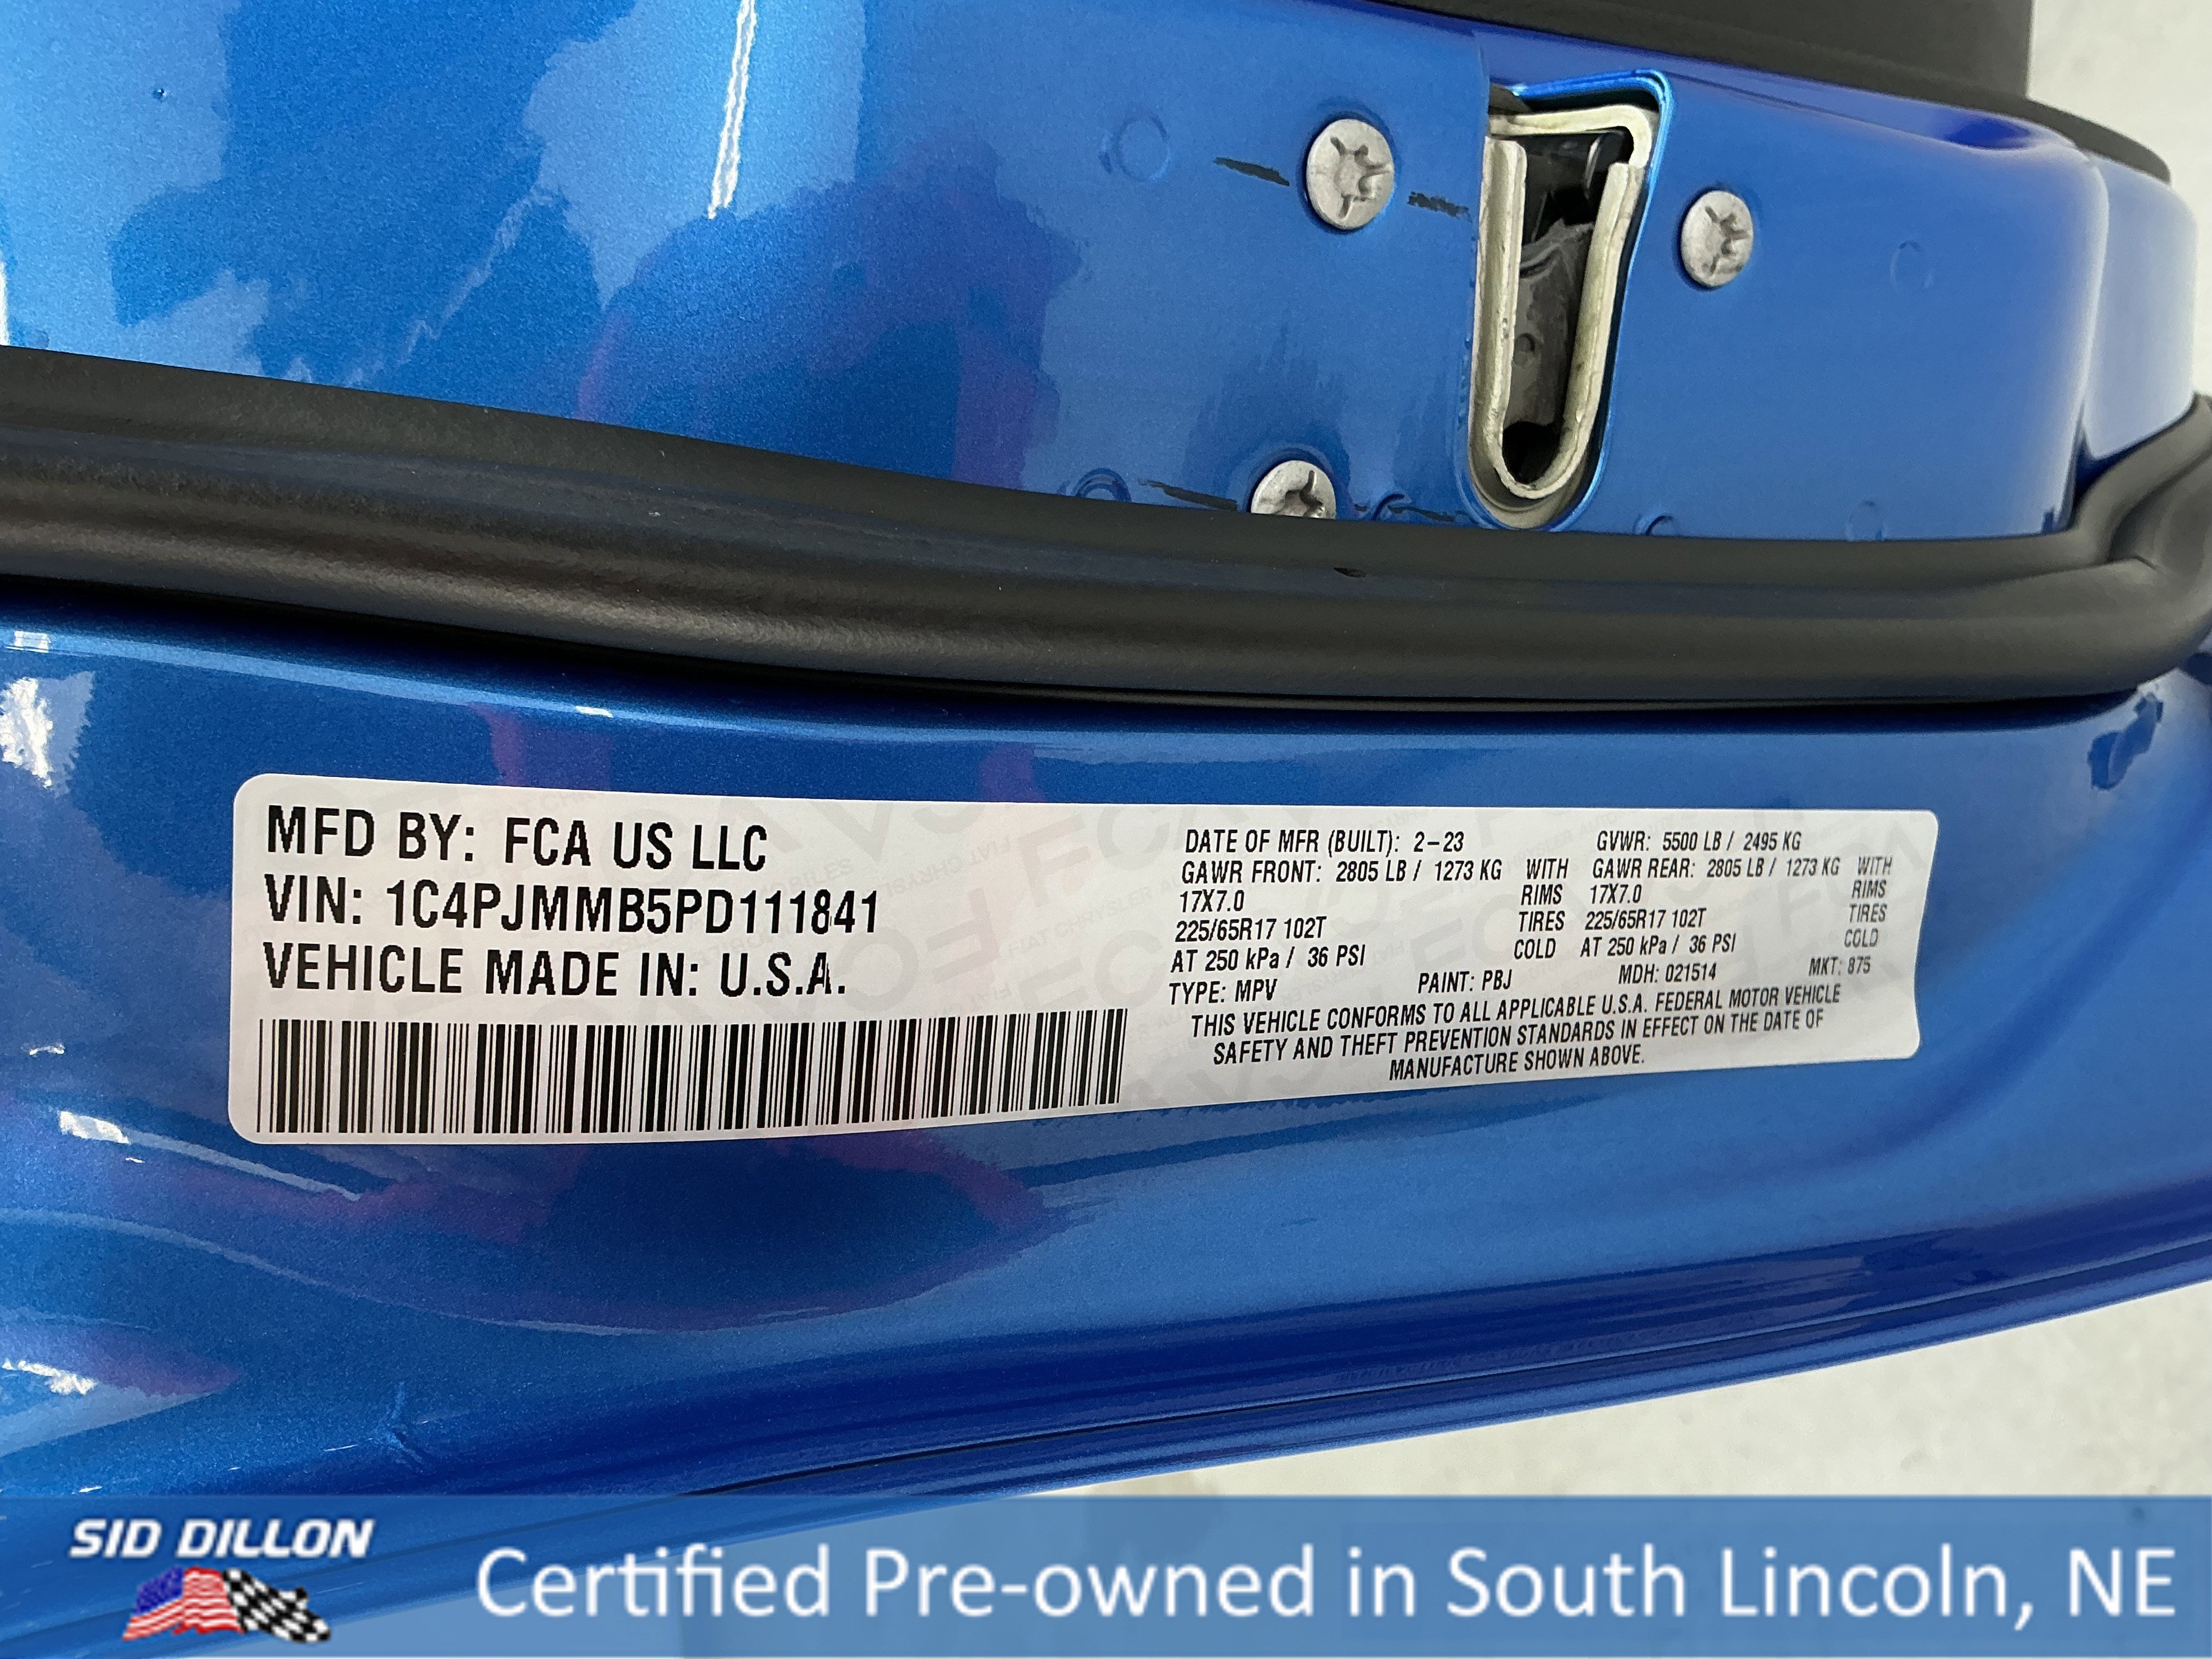 MFD BY: FCA US LLC
VIN: 1C4PJMMB5PD111841
VEHICLE MADE IN: U.S.A.
DATE OF MFR (BUILT): 2-23 GVWR: 5500 LB / 2495 KG
GAWR FRONT: 2805 LB / 1273 KG WITH GAWR REAR: 2805 LB / 1273 KG WITH
17X7.0 RIMS 17X7.0 RIMS
225/65R17 102T TIRES 225/65R17 102T TIRES
AT 250 kPa / 36 PSI COLD AT 250 kPa / 36 PSI COLD
TYPE: MPV PAINT: PBJ MDH: 021514 MKT: 875
THIS VEHICLE CONFORMS TO ALL APPLICABLE U.S.A. FEDERAL MOTOR VEHICLE
SAFETY AND THEFT PREVENTION STANDARDS IN EFFECT ON THE DATE OF
MANUFACTURE SHOWN ABOVE.
SID DILLON
Certified Pre-owned in South Lincoln, NE